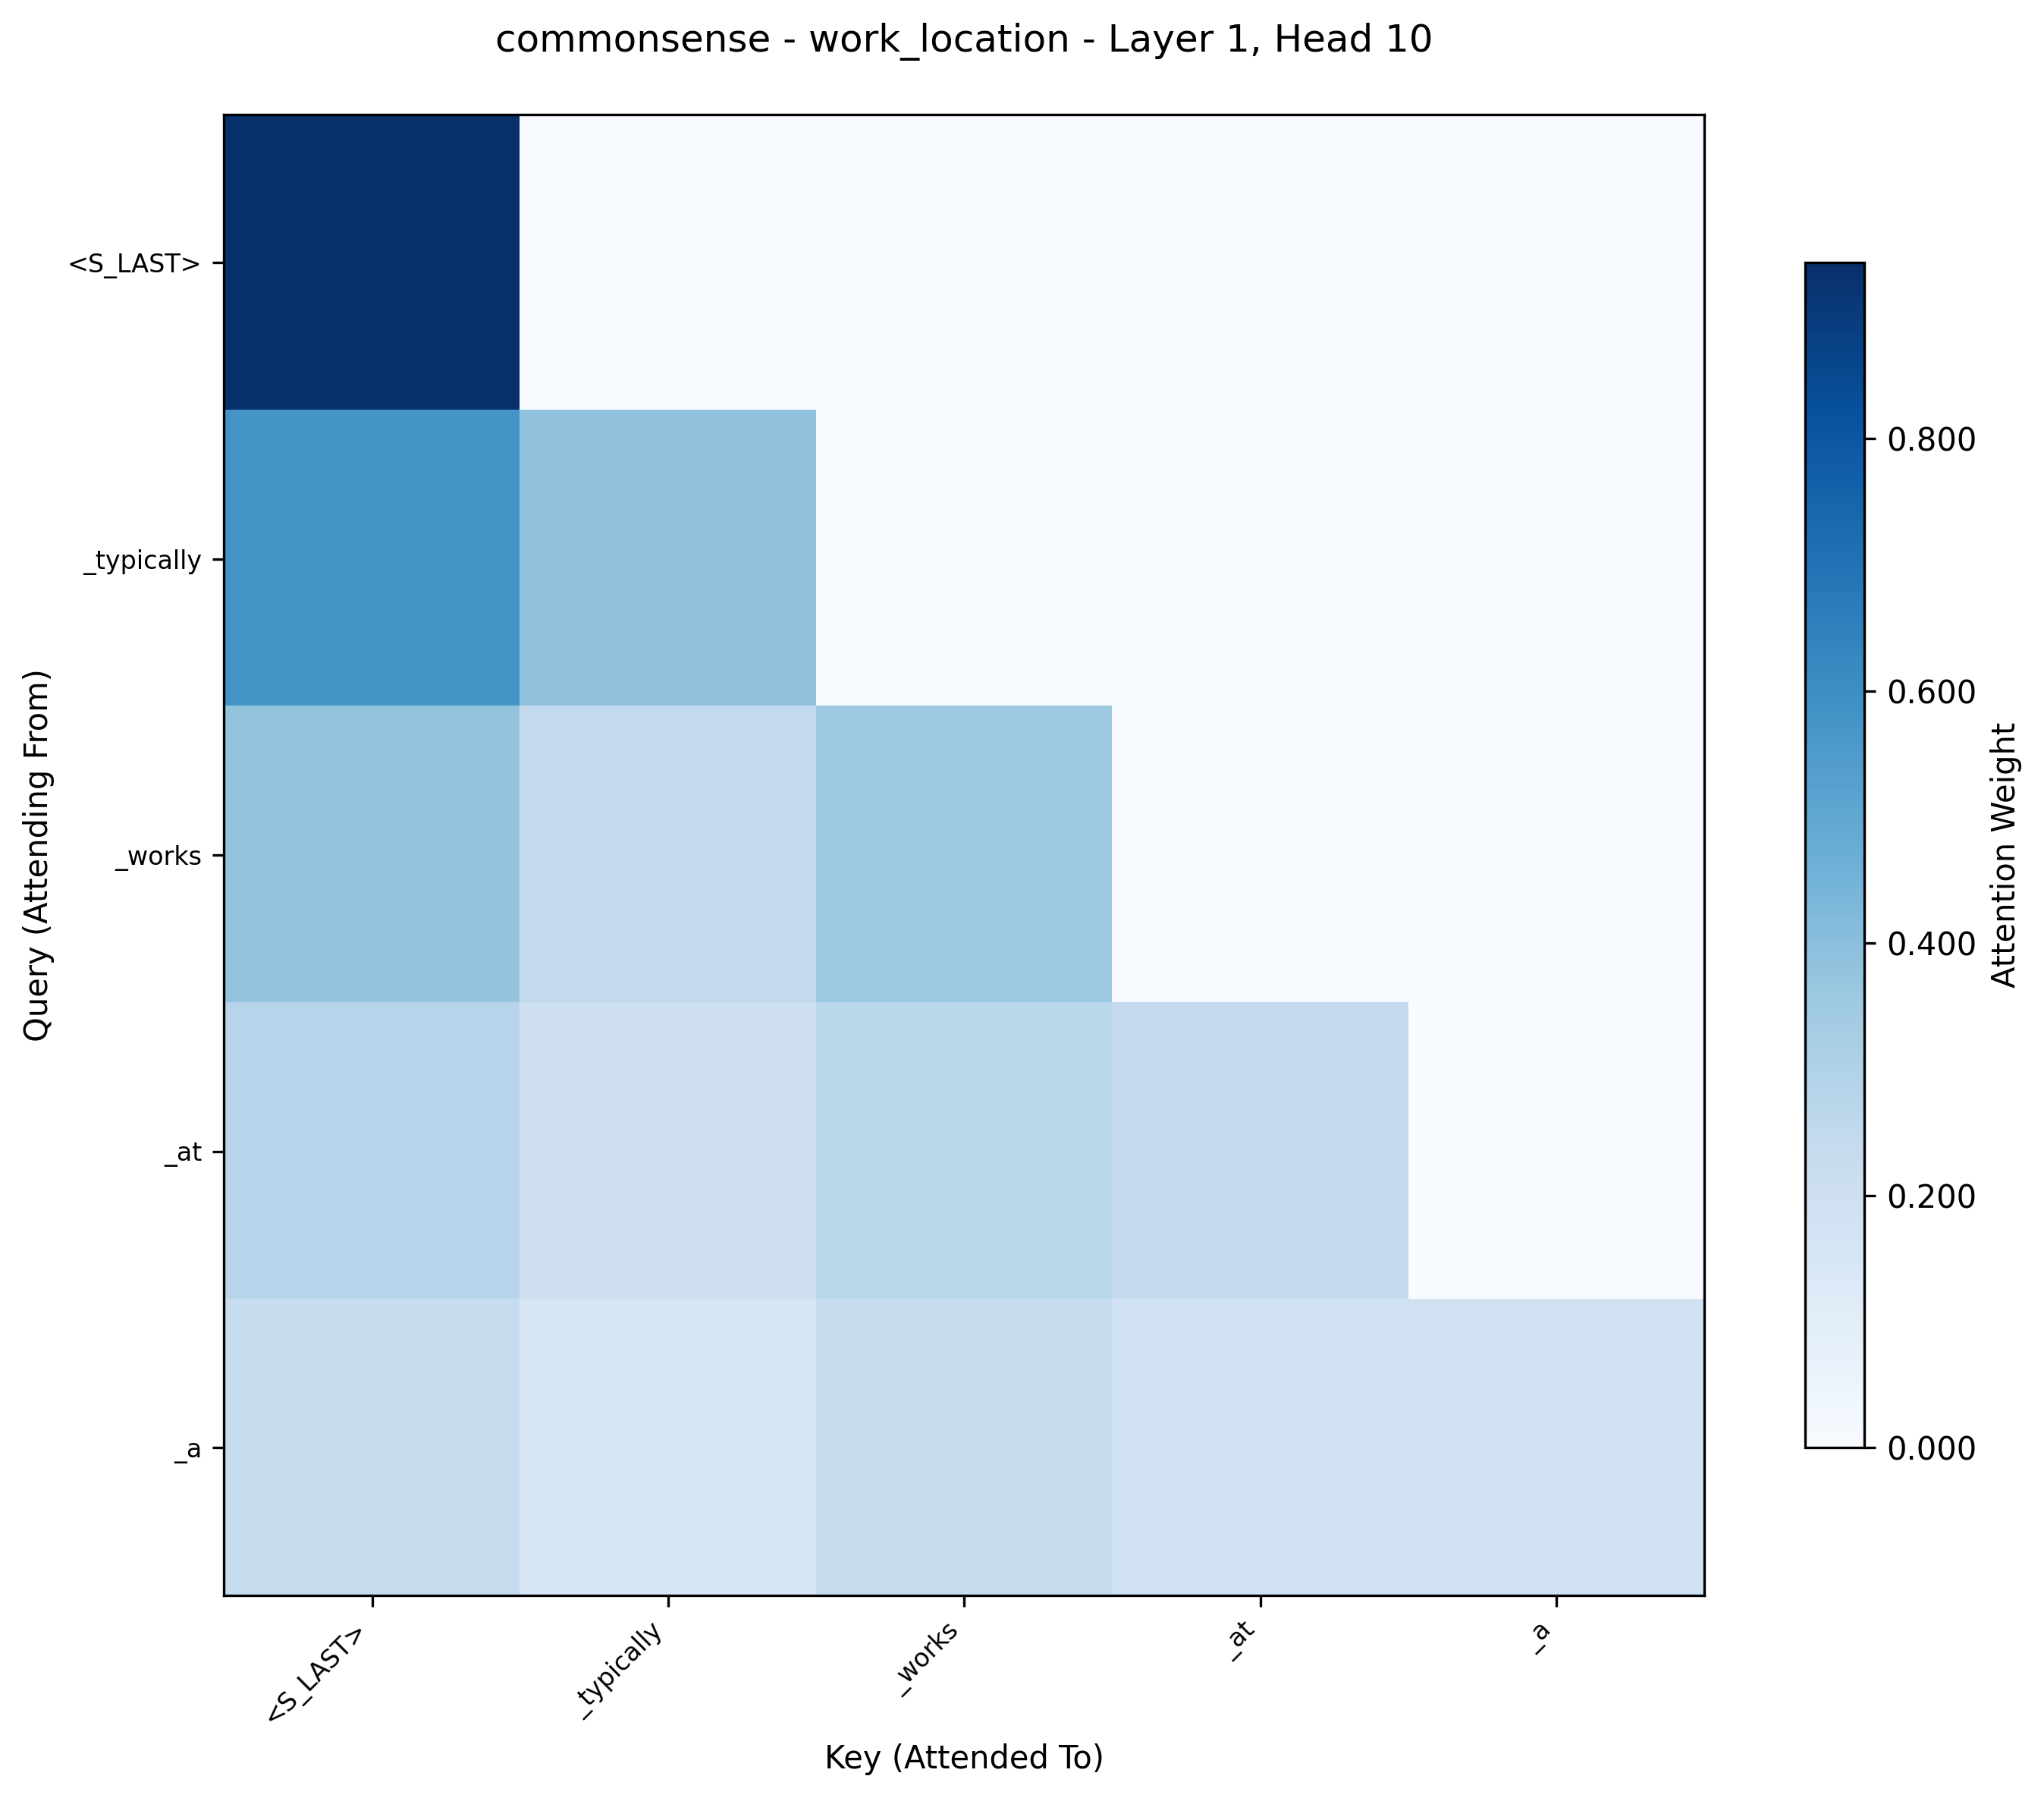 commonsense - work_location - Layer 1, Head 10
Query (Attending From)
<S_LAST>
_typically
_works
_at
_a
<S_LAST>
_typically
_works
_at
_a
Key (Attended To)
0.800
0.600
0.400
0.200
0.000
Attention Weight